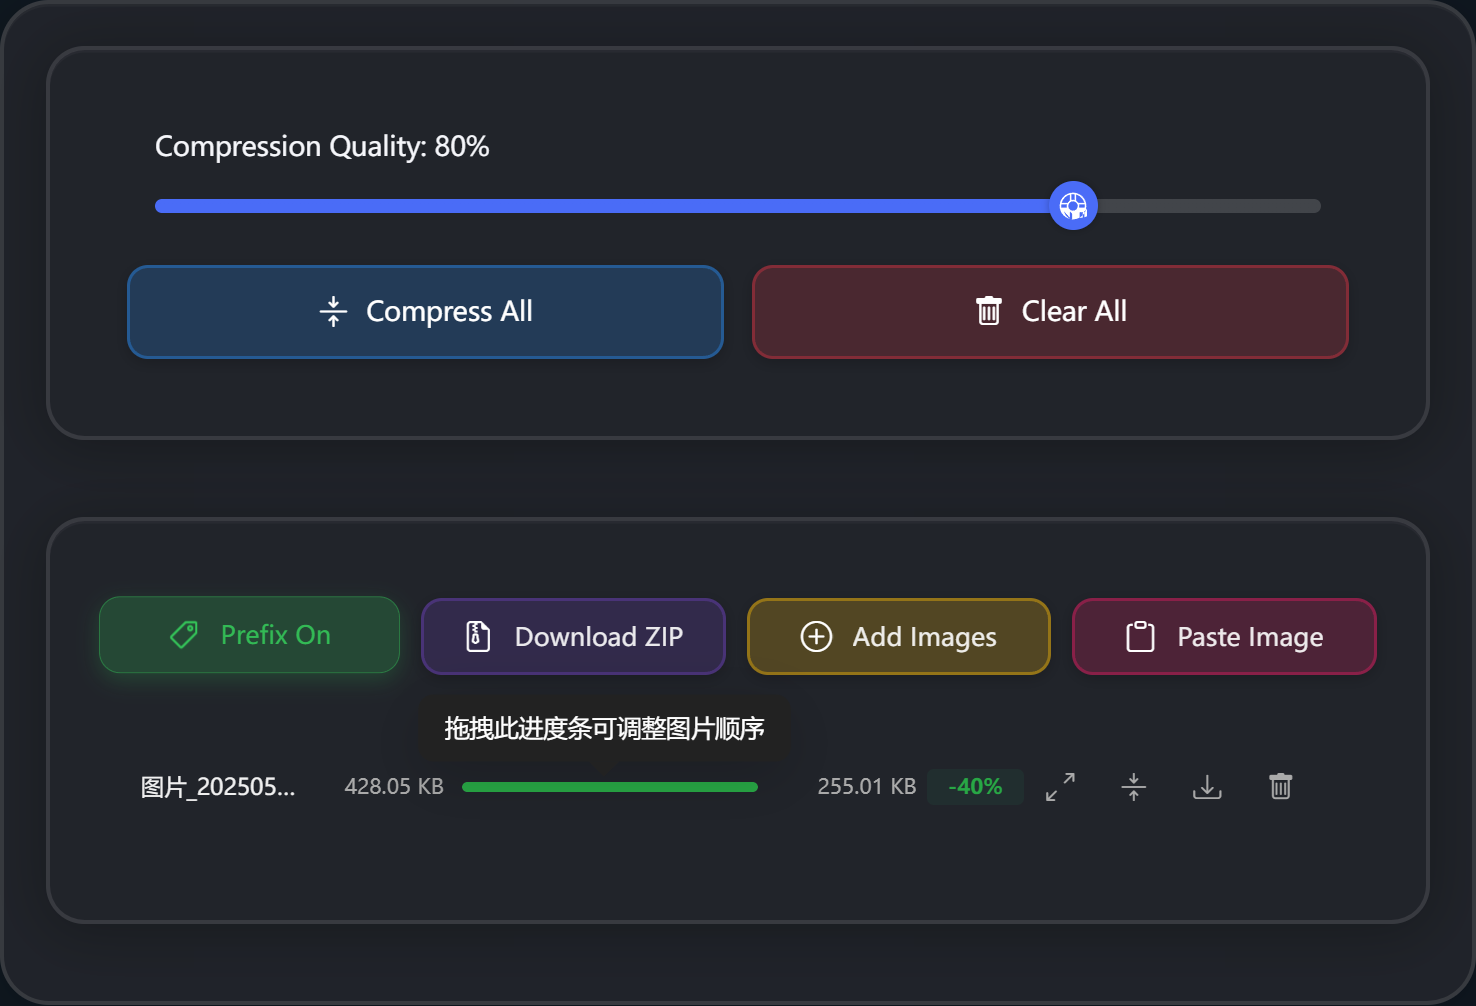 Compression Quality: 80%
Compress All
Clear All
Prefix On
Download ZIP
Add Images
Paste Image
拖拽此进度条可调整图片顺序
图片_202505...
428.05 KB
255.01 KB
-40%